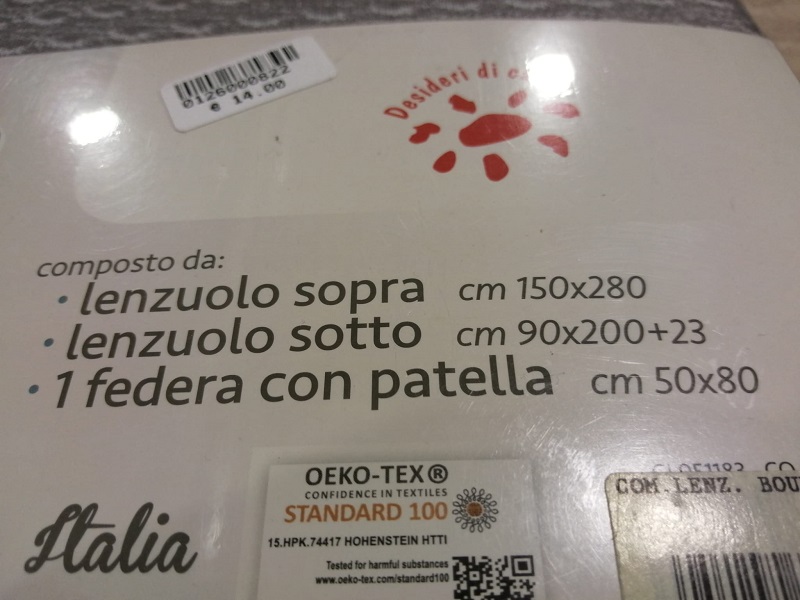 0126000822
€ 14.00
Desideri di
composto da:
• lenzuolo sopra cm 150x280
• lenzuolo sotto cm 90x200+23
• 1 federa con patella cm 50x80
OEKO-TEX®
CONFIDENCE IN TEXTILES
STANDARD 100
15.HPK.74417 HOHENSTEIN HTTI
Tested for harmful substances
www.oeko-tex.com/standard100
Italia
COM.LENZ.